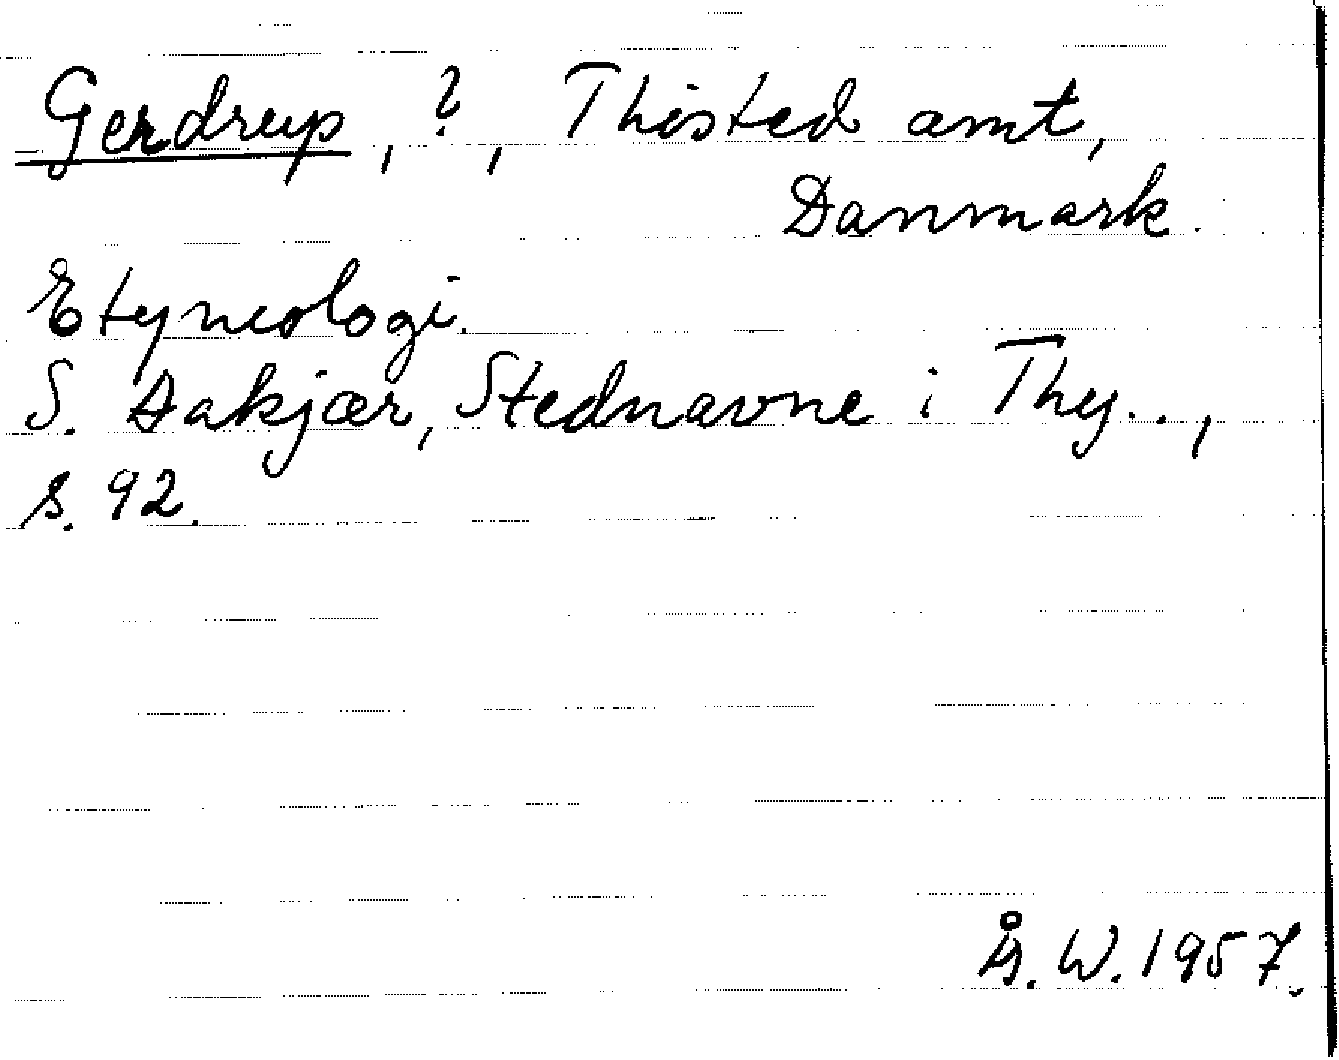 Gerdrup, ?, Thisted amt,
Danmark.
Etymologi.
S. Aakjær, Stednavne i Thy..,
s. 92.
Å. W. 1957.